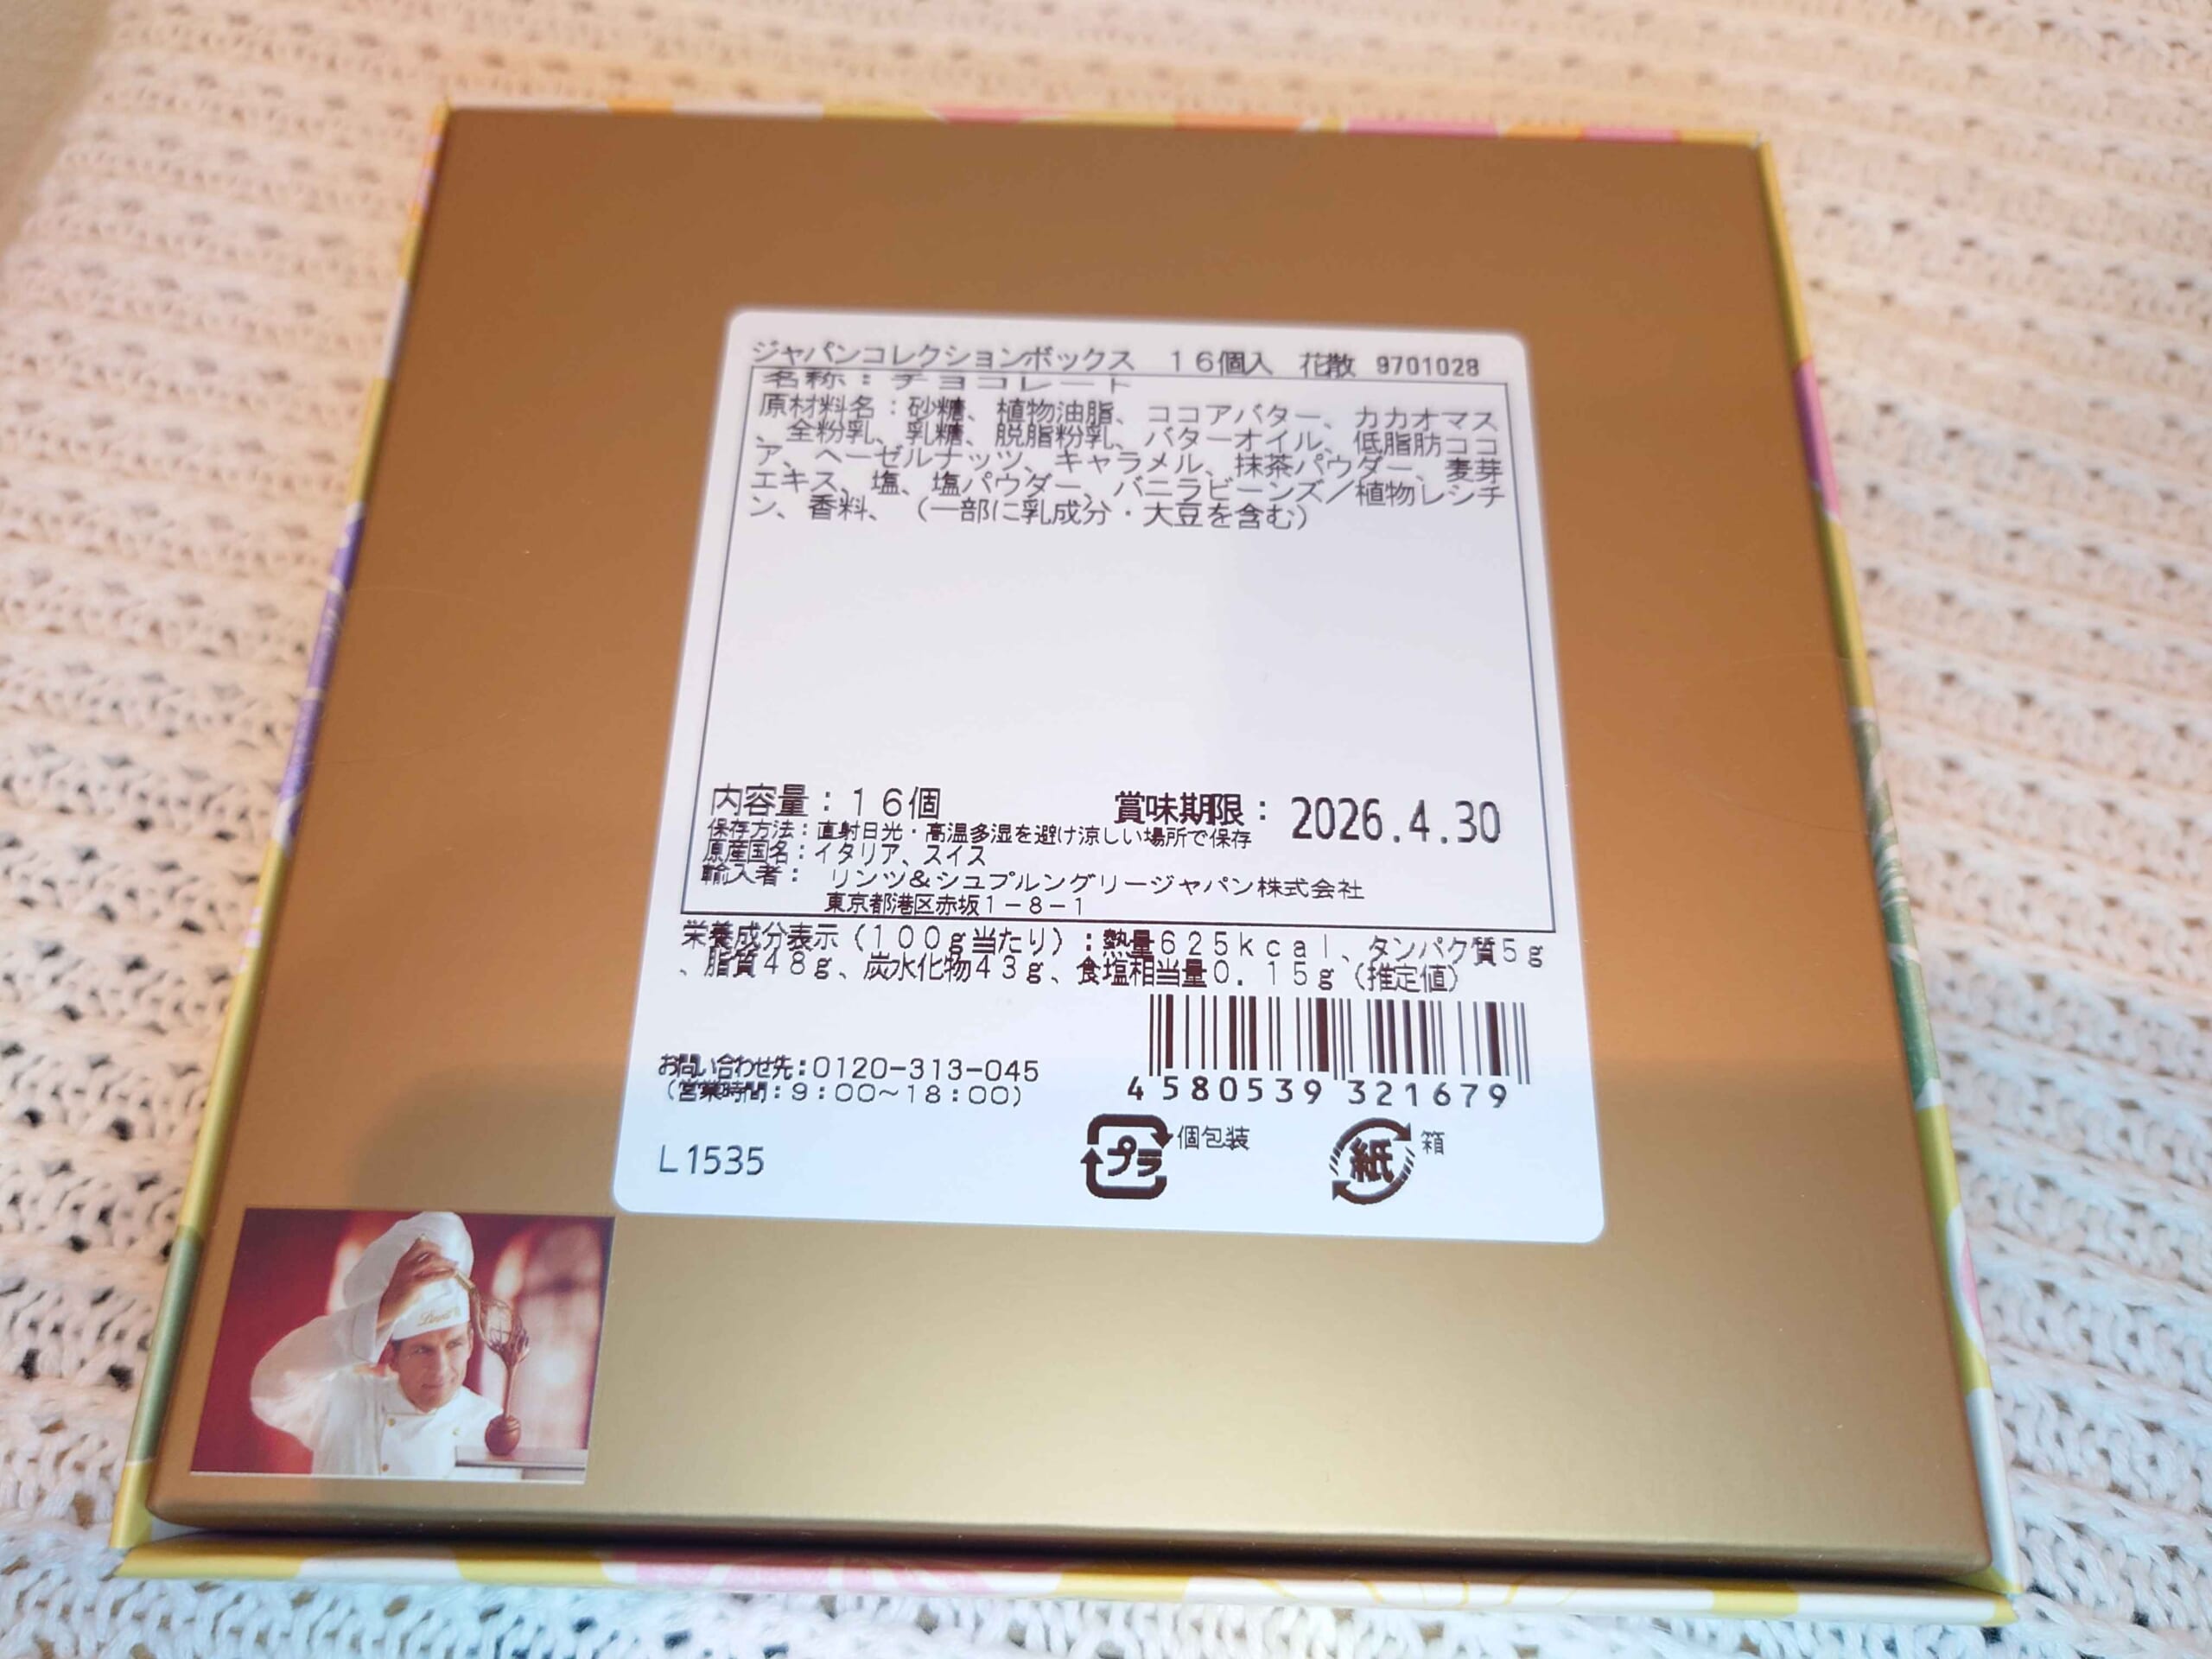 ジャパンコレクションボックス　16個入　花散 9701028
名称：チョコレート
原材料名：砂糖、植物油脂、ココアバター、カカオマス
、全粉乳、乳糖、脱脂粉乳、バターオイル、低脂肪ココ
ア、ヘーゼルナッツ、キャラメル、抹茶パウダー、麦芽
エキス、塩、塩パウダー、バニラビーンズ／植物レシチ
ン、香料、（一部に乳成分・大豆を含む）
内容量：16個　賞味期限：2026.4.30
保存方法：直射日光・高温多湿を避け涼しい場所で保存
原産国名：イタリア、スイス
輸入者：　リンツ＆シュプルングリージャパン株式会社
東京都港区赤坂1－8－1
栄養成分表示（100g当たり）：熱量625kcal、タンパク質5g
、脂質48g、炭水化物43g、食塩相当量0.15g（推定値）
お問い合わせ先：0120-313-045
（営業時間：9：00～18：00）
4 580539 321679
L1535
プラ 個包装
紙 箱
Lindt